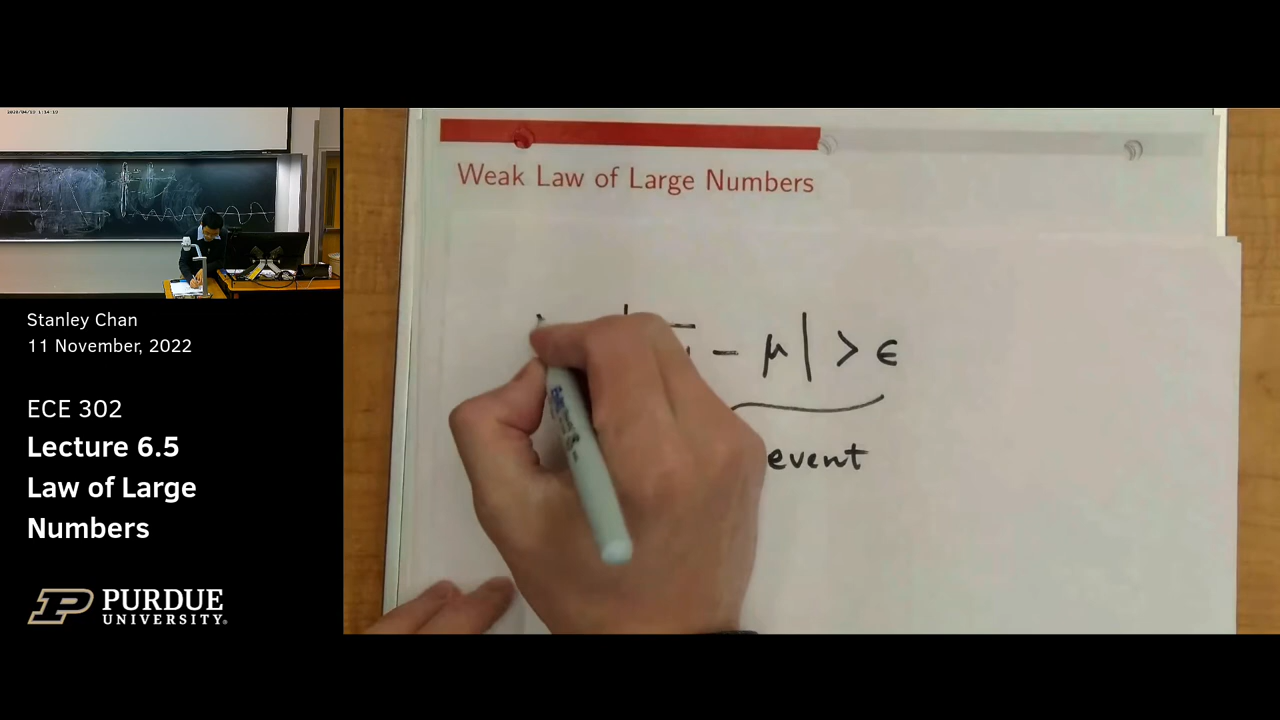 Stanley Chan
11 November, 2022
ECE 302
Lecture 6.5
Law of Large
Numbers
PURDUE
UNIVERSITY®
Weak Law of Large Numbers
- μ| > ϵ
event